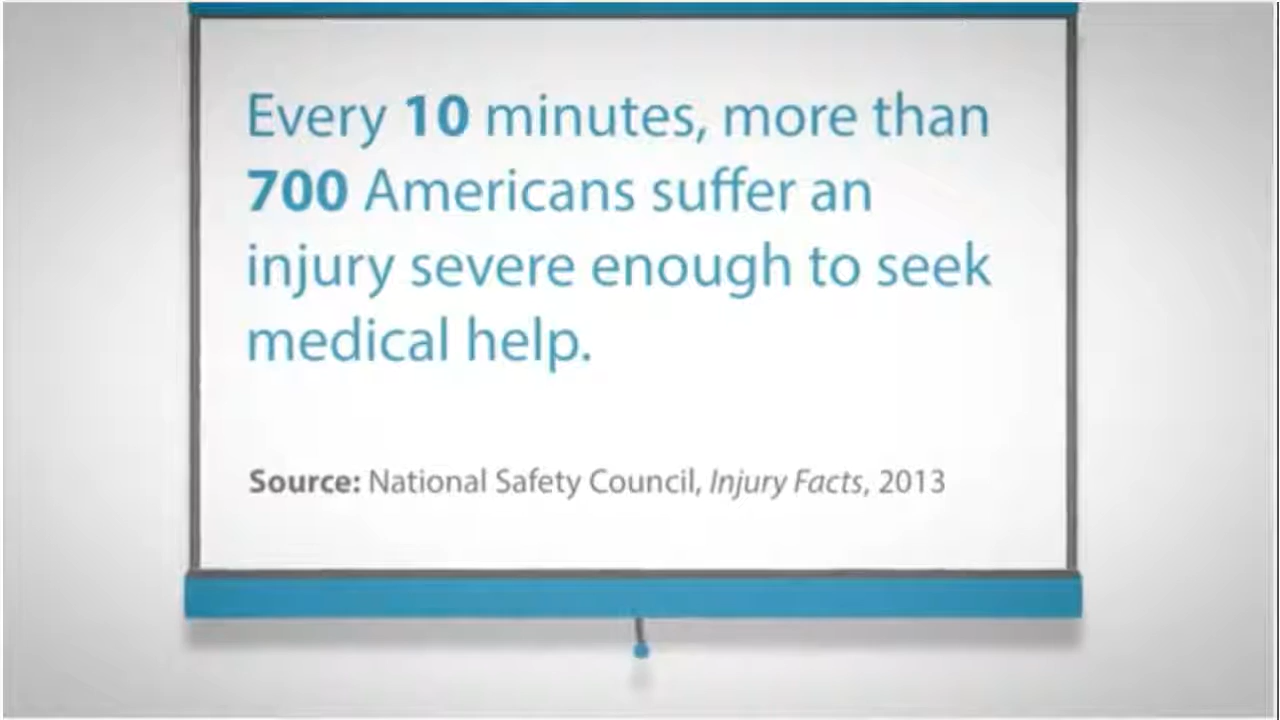 Every 10 minutes, more than
700 Americans suffer an
injury severe enough to seek
medical help.
Source: National Safety Council, Injury Facts, 2013